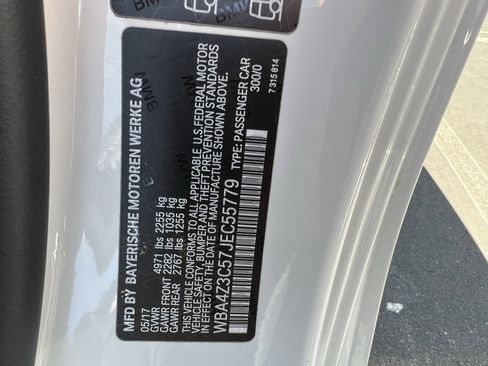 MFD BY BAYERISCHE MOTOREN WERKE AG
05/17
GVWR 4971 lbs 2255 kg
GAWR FRONT 2282 lbs 1035 kg
GAWR REAR 2767 lbs 1255 kg
THIS VEHICLE CONFORMS TO ALL APPLICABLE U.S. FEDERAL MOTOR
VEHICLE SAFETY, BUMPER AND THEFT PREVENTION STANDARDS
IN EFFECT ON THE DATE OF MANUFACTURE SHOWN ABOVE.
WBA4Z3C57JEC55779 TYPE: PASSENGER CAR
300/0
7 315 814
BMW
BMW